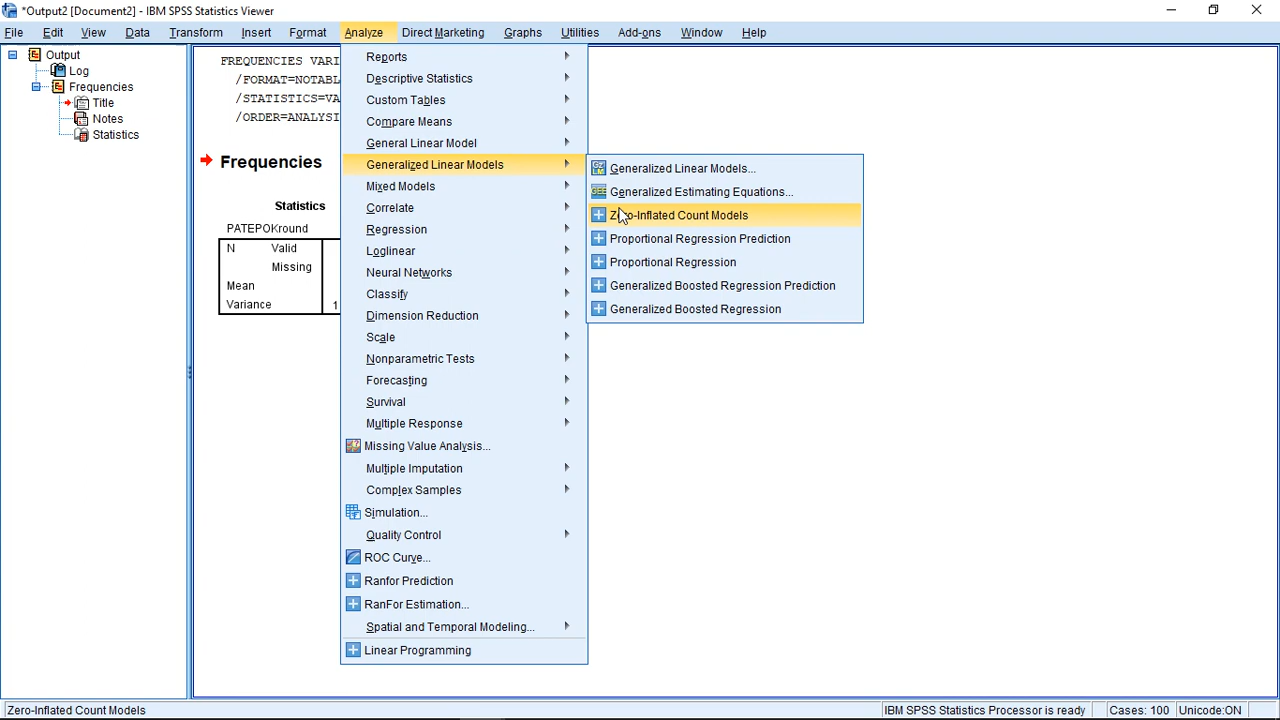 *Output2 [Document2] - IBM SPSS Statistics Viewer
File Edit View Data Transform Insert Format Analyze Direct Marketing Graphs Utilities Add-ons Window Help
Output
Log
Frequencies
Title
Notes
Statistics
FREQUENCIES VARI
/FORMAT=NOTABL
/STATISTICS=VA
/ORDER=ANALYSI
Frequencies
Statistics
PATEPOKround
N Valid
Missing
Mean
Variance 1
Reports
Descriptive Statistics
Custom Tables
Compare Means
General Linear Model
Generalized Linear Models
Mixed Models
Correlate
Regression
Loglinear
Neural Networks
Classify
Dimension Reduction
Scale
Nonparametric Tests
Forecasting
Survival
Multiple Response
Missing Value Analysis...
Multiple Imputation
Complex Samples
Simulation...
Quality Control
ROC Curve...
Ranfor Prediction
RanFor Estimation...
Spatial and Temporal Modeling...
Linear Programming
Generalized Linear Models...
GEE Generalized Estimating Equations...
Zero-Inflated Count Models
Proportional Regression Prediction
Proportional Regression
Generalized Boosted Regression Prediction
Generalized Boosted Regression
Zero-Inflated Count Models
IBM SPSS Statistics Processor is ready
Cases: 100
Unicode:ON